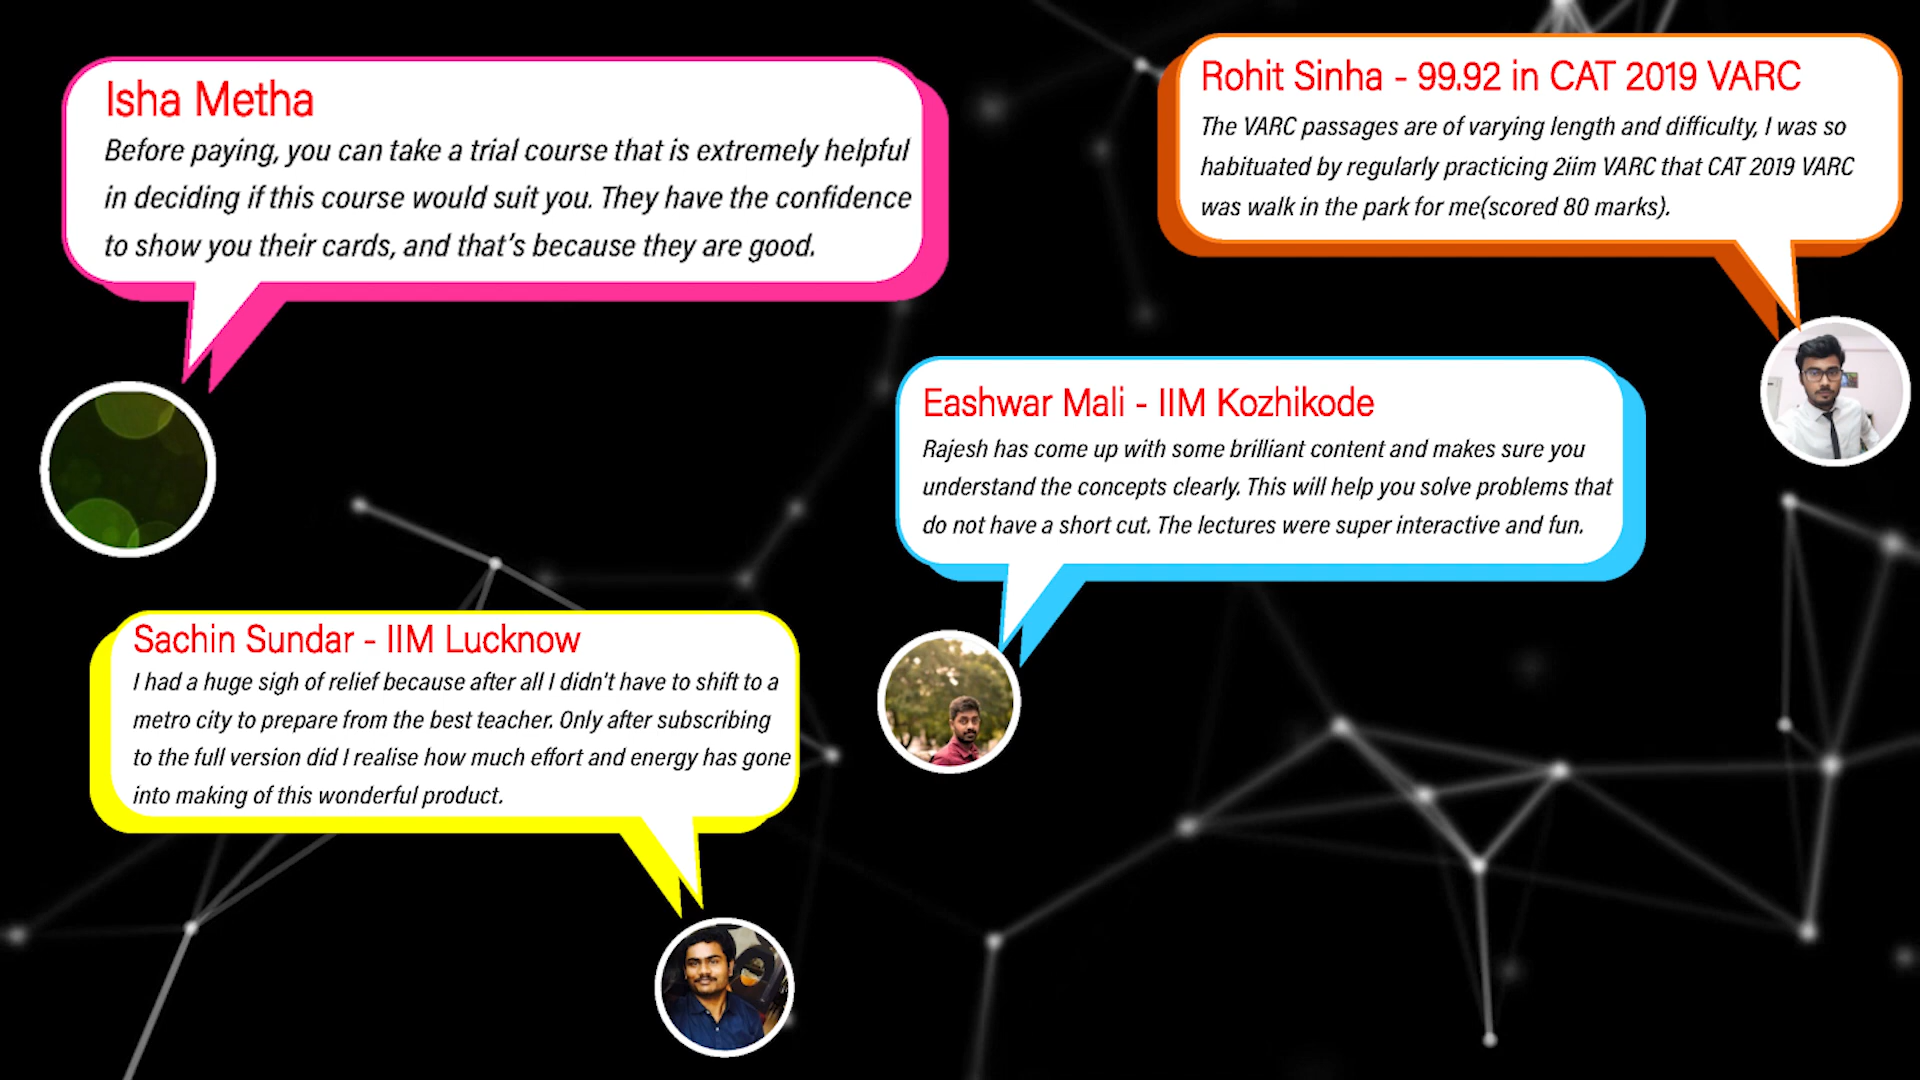 Isha Metha
Before paying, you can take a trial course that is extremely helpful
in deciding if this course would suit you. They have the confidence
to show you their cards, and that's because they are good.
Rohit Sinha - 99.92 in CAT 2019 VARC
The VARC passages are of varying length and difficulty, I was so
habituated by regularly practicing 2iim VARC that CAT 2019 VARC
was walk in the park for me(scored 80 marks).
Eashwar Mali - IIM Kozhikode
Rajesh has come up with some brilliant content and makes sure you
understand the concepts clearly. This will help you solve problems that
do not have a short cut. The lectures were super interactive and fun.
Sachin Sundar - IIM Lucknow
I had a huge sigh of relief because after all I didn't have to shift to a
metro city to prepare from the best teacher. Only after subscribing
to the full version did I realise how much effort and energy has gone
into making of this wonderful product.